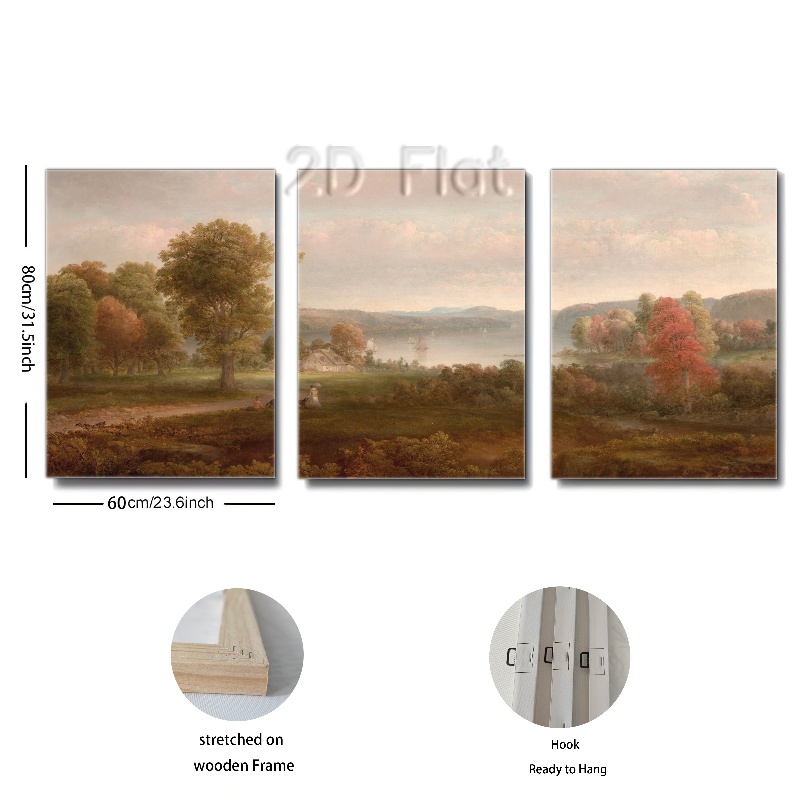 2D Flat
80cm/31.5inch
60cm/23.6inch
stretched on
wooden Frame
Hook
Ready to Hang